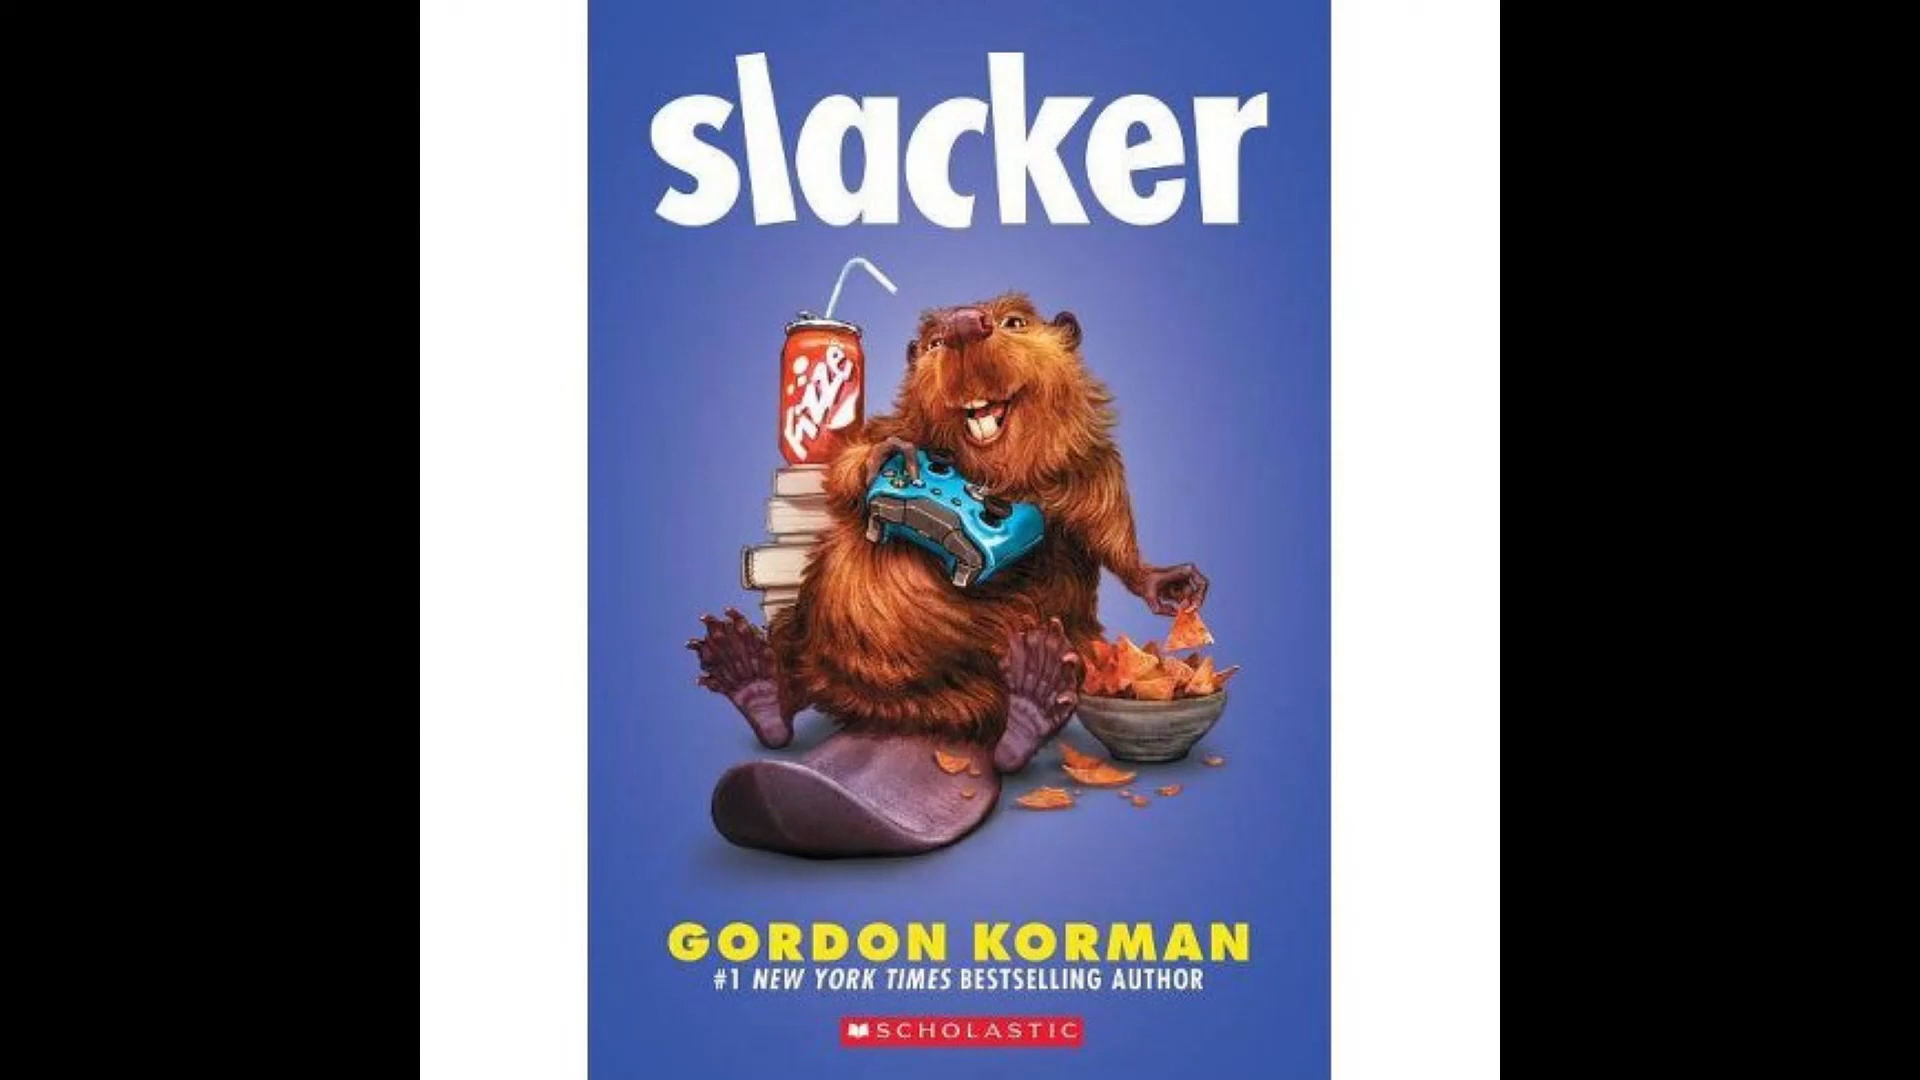 slacker
fizze
GORDON KORMAN
#1 NEW YORK TIMES BESTSELLING AUTHOR
SCHOLASTIC